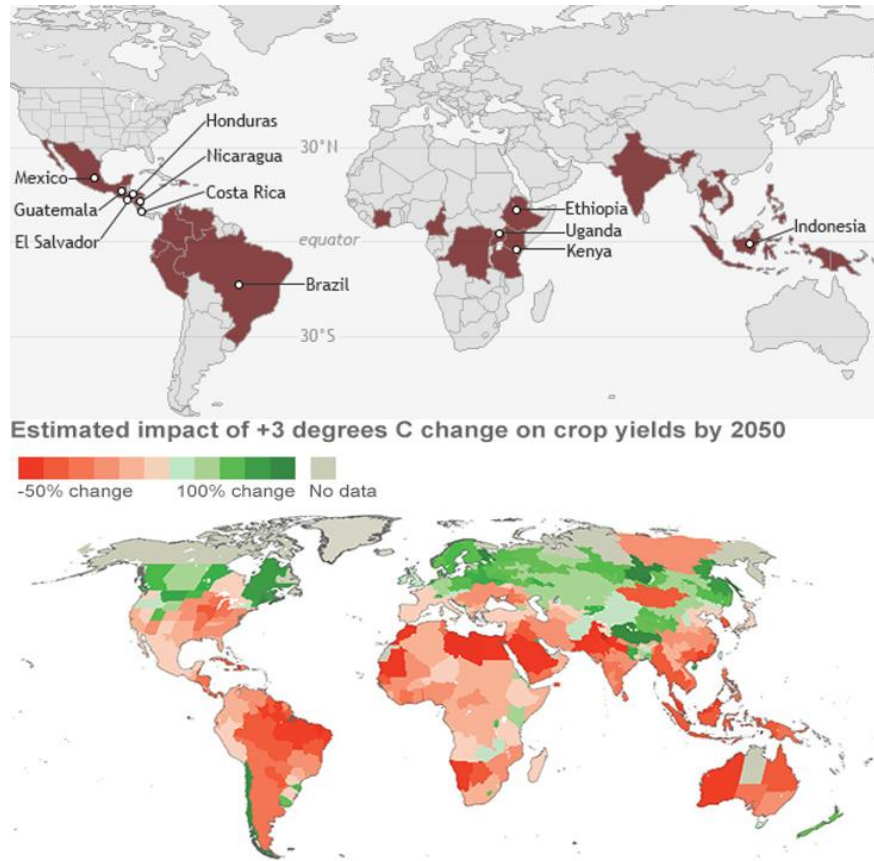 Honduras
30°N
Mexico
Nicaragua
Guatemala
Costa Rica
Ethiopia
El Salvador
Uganda
Indonesia
equator
Kenya
Brazil
30°S
Estimated impact of +3 degrees C change on crop yields by 2050
-50% change 100% change No data